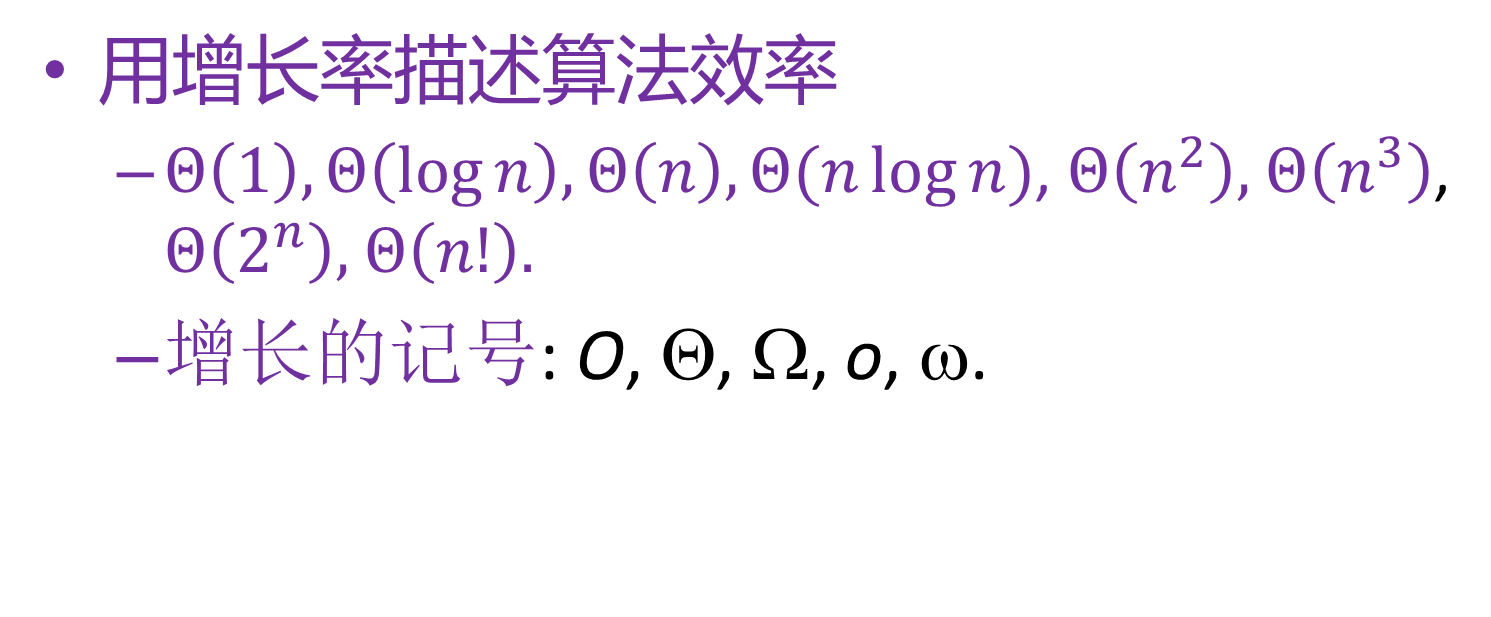 • 用增长率描述算法效率
–Θ(1), Θ(log n), Θ(n), Θ(n log n), Θ(n²), Θ(n³),
Θ(2ⁿ), Θ(n!).
–增长的记号: O, Θ, Ω, o, ω.